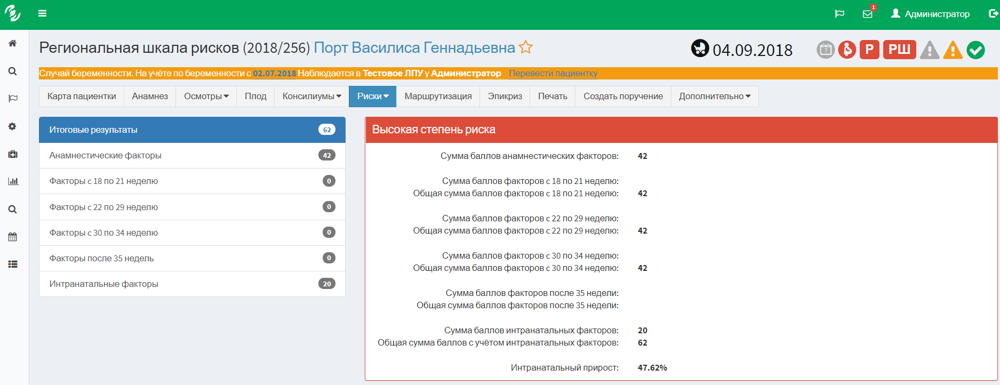 1
Администратор
Региональная шкала рисков (2018/256) Порт Василиса Геннадьевна
04.09.2018
?
Р
РШ
Случай беременности. На учёте по беременности с 02.07.2018 Наблюдается в Тестовое ЛПУ у Администратор Перевести пациентку
Карта пациентки Анамнез Осмотры Плод Консилиумы Риски Маршрутизация Эпикриз Печать Создать поручение Дополнительно
Итоговые результаты 62
Анамнестические факторы 42
Факторы с 18 по 21 неделю 0
Факторы с 22 по 29 неделю 0
Факторы с 30 по 34 неделю 0
Факторы после 35 недель 0
Интранатальные факторы 20
Высокая степень риска
Сумма баллов анамнестических факторов: 42
Сумма баллов факторов с 18 по 21 неделю:
Общая сумма баллов факторов с 18 по 21 неделю: 42
Сумма баллов факторов с 22 по 29 неделю:
Общая сумма баллов факторов с 22 по 29 неделю: 42
Сумма баллов факторов с 30 по 34 неделю:
Общая сумма баллов факторов с 30 по 34 неделю: 42
Сумма баллов факторов после 35 недели:
Общая сумма баллов факторов после 35 недели:
Сумма баллов интранатальных факторов: 20
Общая сумма баллов с учётом интранатальных факторов: 62
Интранатальный прирост: 47.62%